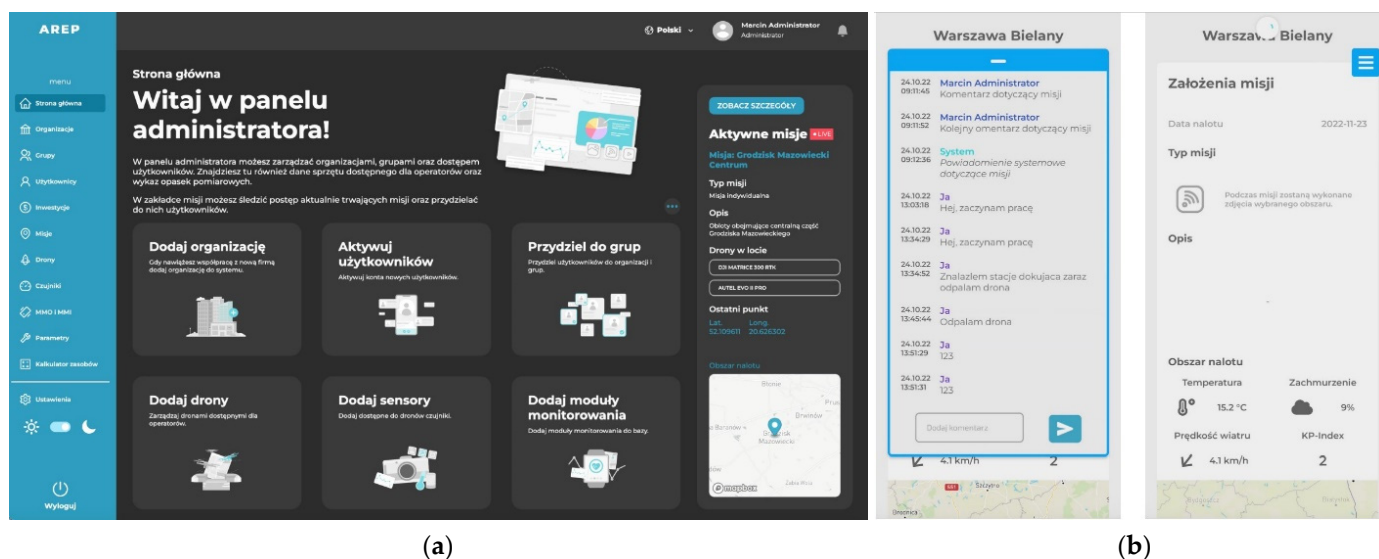 AREP
menu
Strona główna
Organizacje
Grupy
Użytkownicy
Inwestycje
Misje
Drony
Czujniki
MMO I MMI
Parametry
Kalkulator zasobów
Ustawienia
Wyloguj
Polski
Marcin Administrator
Administrator
Strona główna
Witaj w panelu
administratora!
W panelu administratora możesz zarządzać organizacjami, grupami oraz dostępem
użytkowników. Znajdziesz tu również dane sprzętu dostępnego dla operatorów oraz
wykaz opasek pomiarowych.
W zakładce misji możesz śledzić postęp aktualnie trwających misji oraz przydzielać
do nich użytkowników.
Dodaj organizację
Gdy nawiążesz współpracę z nową firmą
dodaj organizację do systemu.
Aktywuj
użytkowników
Aktywuj konta nowych użytkowników.
Przydziel do grup
Przydziel użytkowników do organizacji i
grup.
Dodaj drony
Zarządzaj dronami dostępnymi dla
operatorów.
Dodaj sensory
Dodaj dostępne do dronów czujniki.
Dodaj moduły
monitorowania
Dodaj moduły monitorowania do bazy.
ZOBACZ SZCZEGÓŁY
Aktywne misje LIVE
Misja: Grodzisk Mazowiecki
Centrum
Typ misji
Misja indywidualna
Opis
Obloty obejmujące centralną część
Grodziska Mazowieckiego
Drony w locie
DJI MATRICE 300 RTK
AUTEL EVO II PRO
Ostatni punkt
Lat. Long
52.109611 20.626302
Obszar nalotu
Błonie
Brwinów
Grodzisk
Mazowiecki
mapbox
(a)
Warszawa Bielany
24.10.22 Marcin Administrator
09:11:45 Komentarz dotyczący misji
24.10.22 Marcin Administrator
09:11:52 Kolejny omentarz dotyczący misji
24.10.22 System
09:12:36 Powiadomienie systemowe
dotyczące misji
24.10.22 Ja
13:03:18 Hej, zaczynam pracę
24.10.22 Ja
13:34:29 Hej, zaczynam pracę
24.10.22 Ja
13:34:52 Znalazlem stacje dokujaca zaraz
odpalam drona
24.10.22 Ja
13:45:44 Odpalam drona
24.10.22 Ja
13:51:29 123
24.10.22 Ja
13:51:31 123
Dodaj komentarz
4.1 km/h 2
Warszawa Bielany
Założenia misji
Data nalotu 2022-11-23
Typ misji
Podczas misji zostaną wykonane
zdjęcia wybranego obszaru.
Opis
Obszar nalotu
Temperatura Zachmurzenie
15.2 °C 9%
Prędkość wiatru KP-Index
4.1 km/h 2
(b)